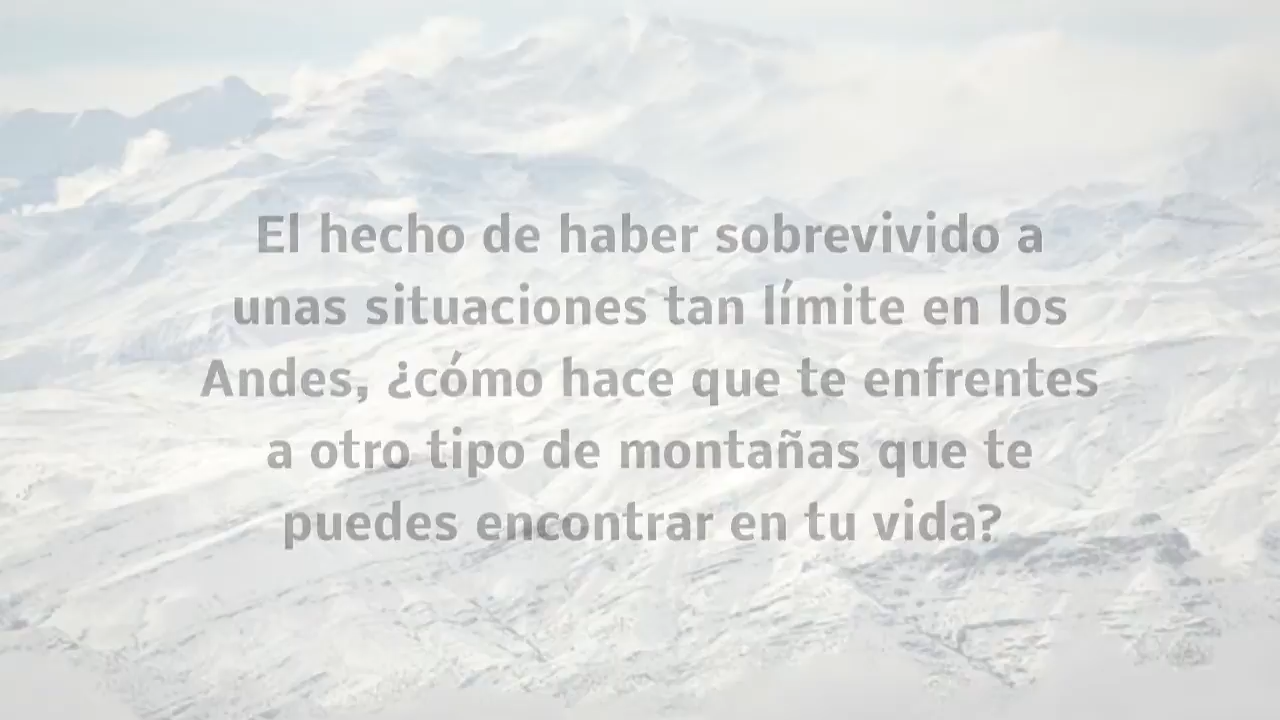 El hecho de haber sobrevivido a
unas situaciones tan límite en los
Andes, ¿cómo hace que te enfrentes
a otro tipo de montañas que te
puedes encontrar en tu vida?